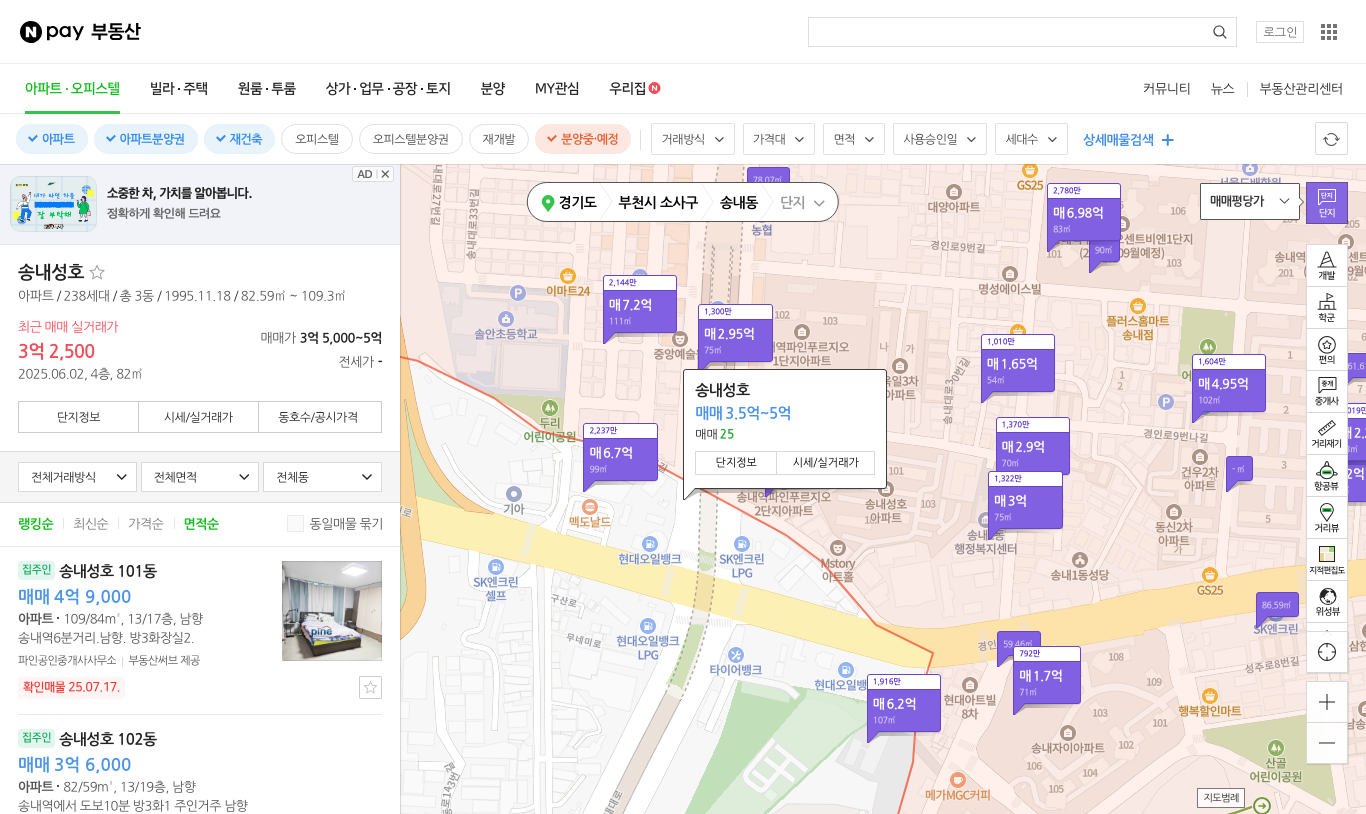 N pay 부동산
로그인
아파트·오피스텔
빌라·주택
원룸·투룸
상가·업무·공장·토지
분양
MY관심
우리집
N
커뮤니티
뉴스
부동산관리센터
아파트
아파트분양권
재건축
오피스텔
오피스텔분양권
재개발
분양중·예정
거래방식
가격대
면적
사용승인일
세대수
상세매물검색
AD
소중한 차, 가치를 알아봅니다.
정확하게 확인해 드려요
송내성호
아파트 / 238세대 / 총 3동 / 1995.11.18 / 82.59㎡ ~ 109.3㎡
최근 매매 실거래가
3억 2,500
2025.06.02, 4층, 82㎡
매매가 3억 5,000~5억
전세가 -
단지정보
시세/실거래가
동호수/공시가격
전체거래방식
전체면적
전체동
랭킹순
최신순
가격순
면적순
동일매물 묶기
집주인 송내성호 101동
매매 4억 9,000
아파트 · 109/84m², 13/17층, 남향
송내역6분거리.남향. 방3화장실2.
파인공인중개사사무소
부동산써브 제공
확인매물 25.07.17.
집주인 송내성호 102동
매매 3억 6,000
아파트 · 82/59m², 13/19층, 남향
송내역에서 도보10분 방3화1 주인거주 남향
경기도
부천시 소사구
송내동
단지
매매평당가
단지
단지
개발
학군
편의
중개
중개사
거리재기
항공뷰
거리뷰
지적편집도
위성뷰
지도범례
78.07㎡
농협
GS25
대양아파트
2,780만
매6.98억
83㎡
90㎡
경인로9번길
101
이마트24
2,144만
매7.2억
111㎡
솔안초등학교
1,300만
매2.95억
75㎡
102
103
1단지아파트
명성에이스빌
플러스홈마트
송내점
가
나
1,010만
매1.65억
54㎡
1,604만
매4.95억
102㎡
송내성호
매매 3.5억~5억
매매 25
단지정보
시세/실거래가
두리
어린이공원
2,237만
매6.7억
99㎡
1,370만
매2.9억
70㎡
1,322만
매3억
75㎡
경인로9번나길
건우2차
아파트
- ㎡
기아
맥도날드
송내역파인푸르지오
2단지아파트
송내성호
아파트
행정복지센터
동신2차
아파트
현대오일뱅크
SK엔크린
LPG
Mstory
아트홀
송내1동성당
SK엔크린
셀프
구산로
무네미로
GS25
86.59㎡
SK엔크린
현대오일뱅크
LPG
타이어뱅크
59.46㎡
792만
매1.7억
71㎡
1,916만
매6.2억
107㎡
현대아트빌
8차
109
108
성주로8번길
행복할인마트
103
101
송내자이아파트
102
106
104
105
메가MGC커피
산골
어린이공원